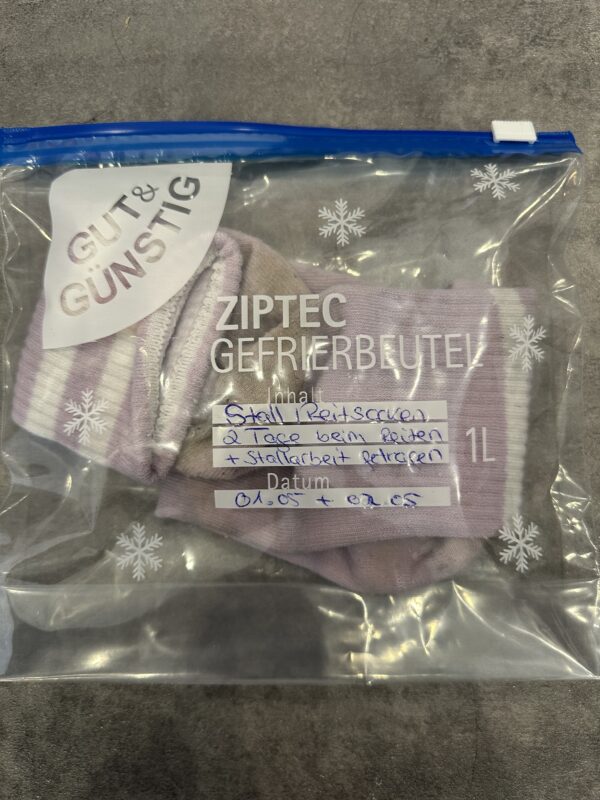 GUT&
GÜNSTIG
ZIPTEC
GEFRIERBEUTEL
Inhalt
Stall / Reitsocken
2 Tage beim Reiten
+ Stallarbeit getragen
1L
Datum
01.05 + 02.05